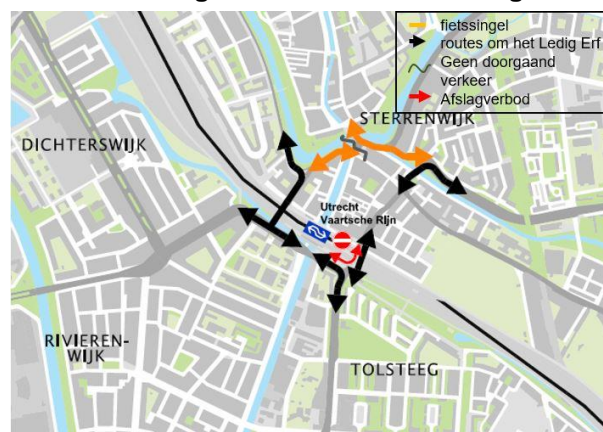 fietssingel
routes om het Ledig Erf
Geen doorgaand
verkeer
Afslagverbod
STERRENWIJK
DICHTERSWIJK
Utrecht
Vaartsche Rijn
RIVIEREN-
WIJK
TOLSTEEG